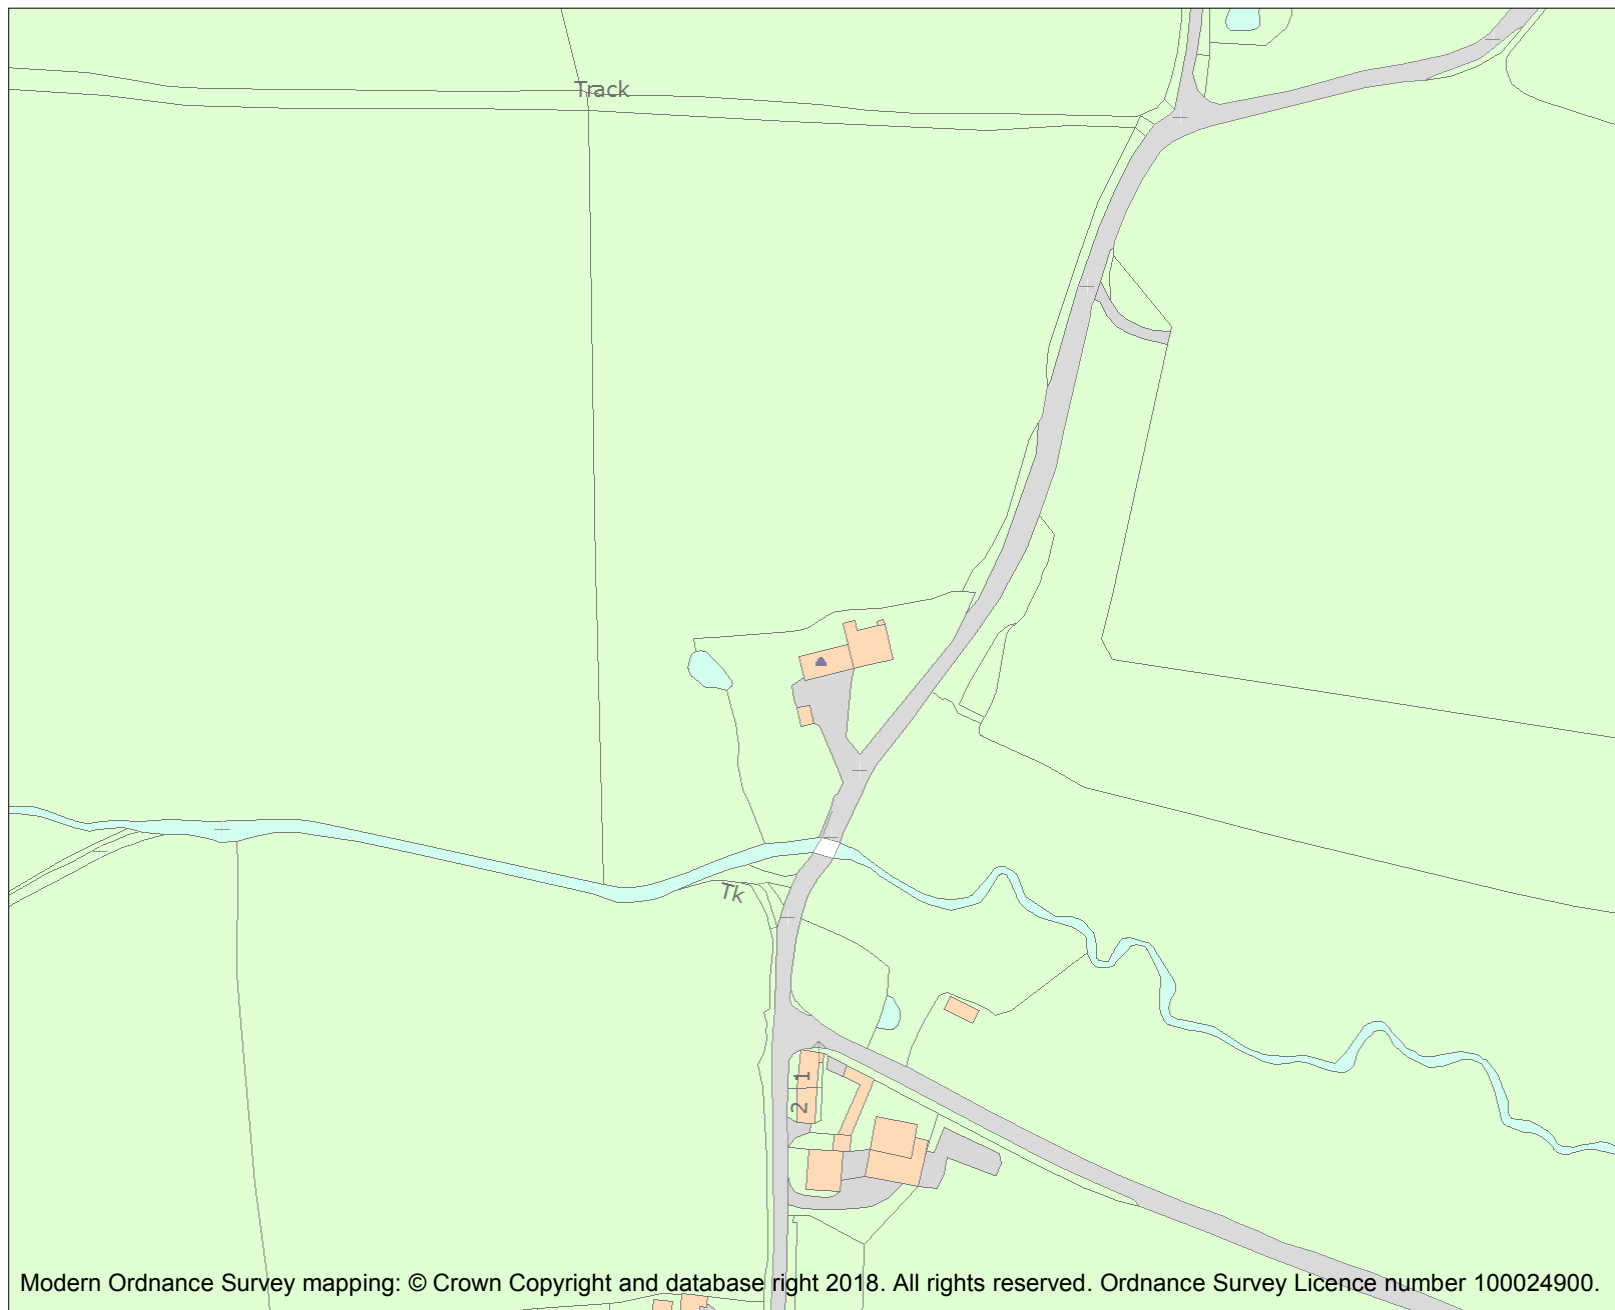 Track
Tk
1
2
Modern Ordnance Survey mapping: © Crown Copyright and database right 2018. All rights reserved. Ordnance Survey Licence number 100024900.